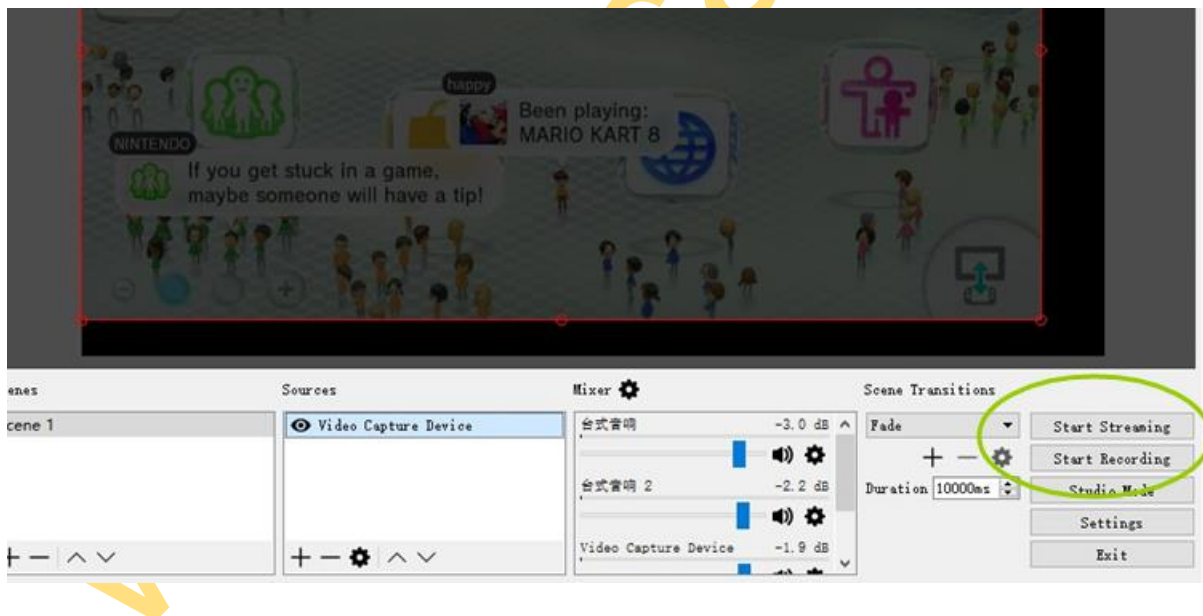 happy
Been playing:
MARIO KART 8
NINTENDO
If you get stuck in a game,
maybe someone will have a tip!
enes
Sources
Mixer
Scene Transitions
cene 1
Video Capture Device
台式音响
-3.0 dB
Fade
Start Streaming
Start Recording
台式音响 2
-2.2 dB
Duration 10000ms
Studio Mode
Settings
Video Capture Device
-1.9 dB
Exit